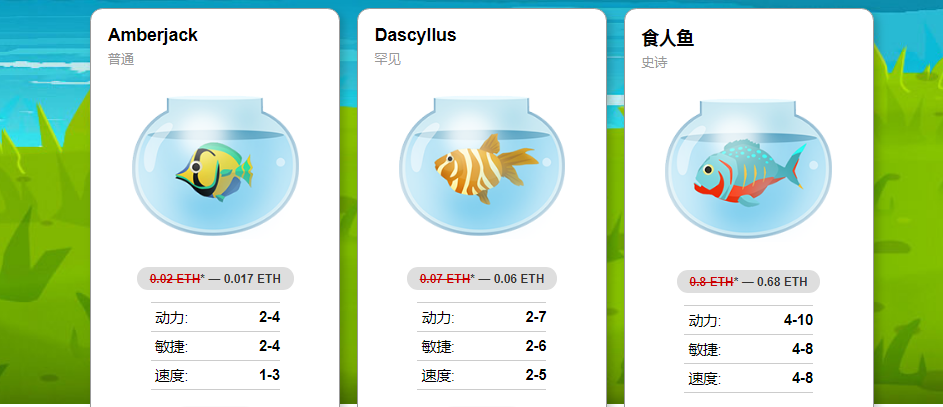 Amberjack
普通
0.02 ETH* — 0.017 ETH
动力: 2-4
敏捷: 2-4
速度: 1-3
Dascyllus
罕见
0.07 ETH* — 0.06 ETH
动力: 2-7
敏捷: 2-6
速度: 2-5
食人鱼
史诗
0.8 ETH* — 0.68 ETH
动力: 4-10
敏捷: 4-8
速度: 4-8